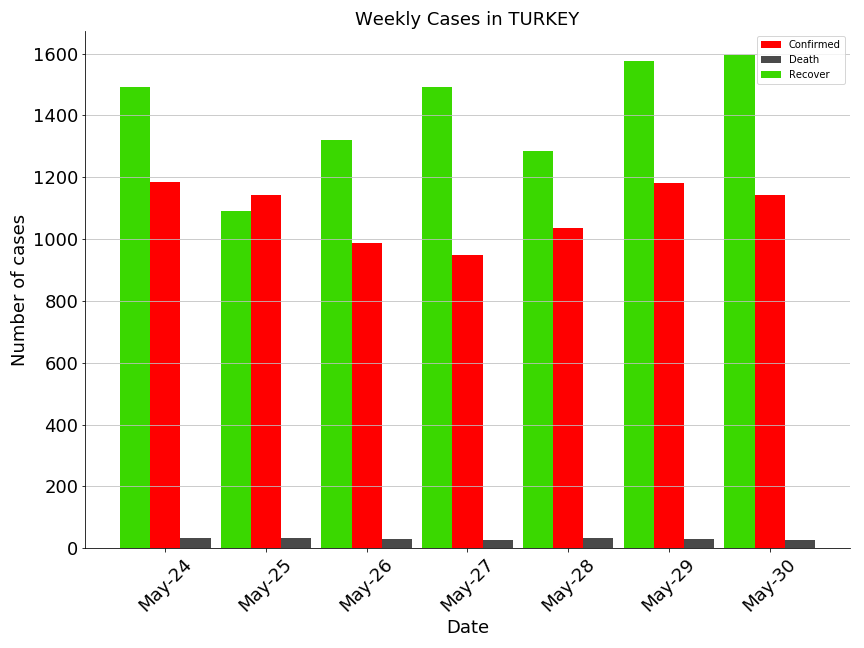 Weekly Cases in TURKEY
Confirmed
Death
Recover
Number of cases
1600
1400
1200
1000
800
600
400
200
0
May-24
May-25
May-26
May-27
May-28
May-29
May-30
Date